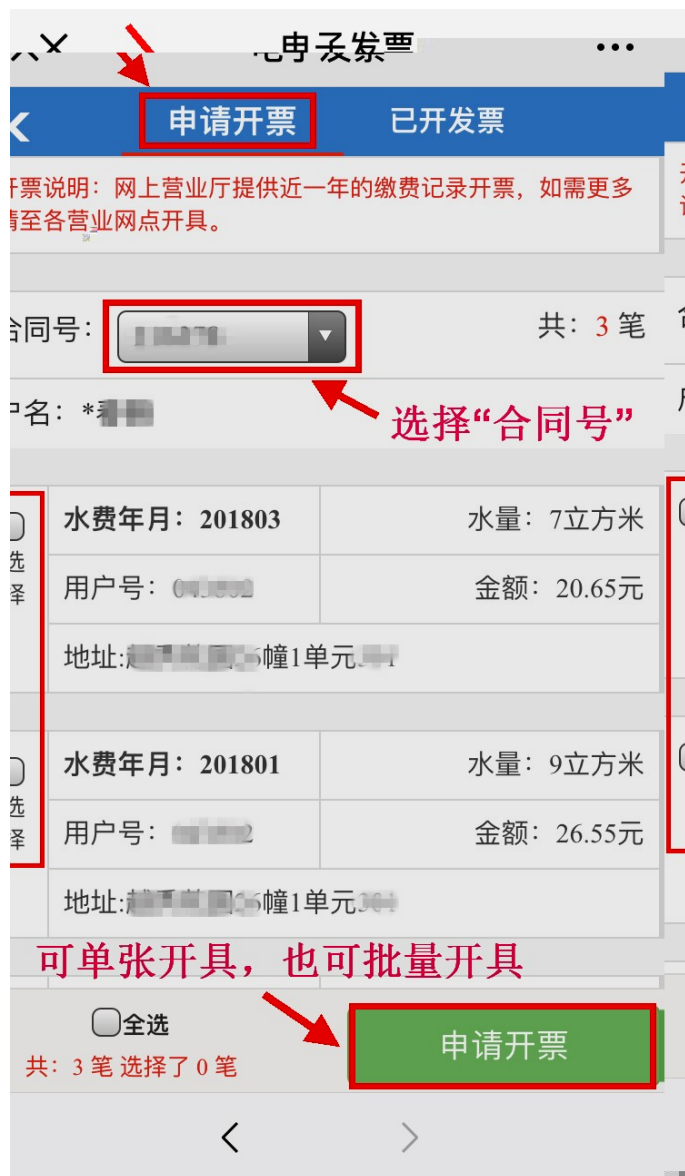 电子发票
申请开票 已开发票
开票说明：网上营业厅提供近一年的缴费记录开票，如需更多
请至各营业网点开具。
合同号： 共：3 笔
户名：*
选择“合同号”
水费年月：201803 水量：7立方米
选择
用户号： 金额：20.65元
地址: 6幢1单元
水费年月：201801 水量：9立方米
选择
用户号： 金额：26.55元
地址: 6幢1单元
可单张开具，也可批量开具
全选
申请开票
共：3 笔 选择了 0 笔